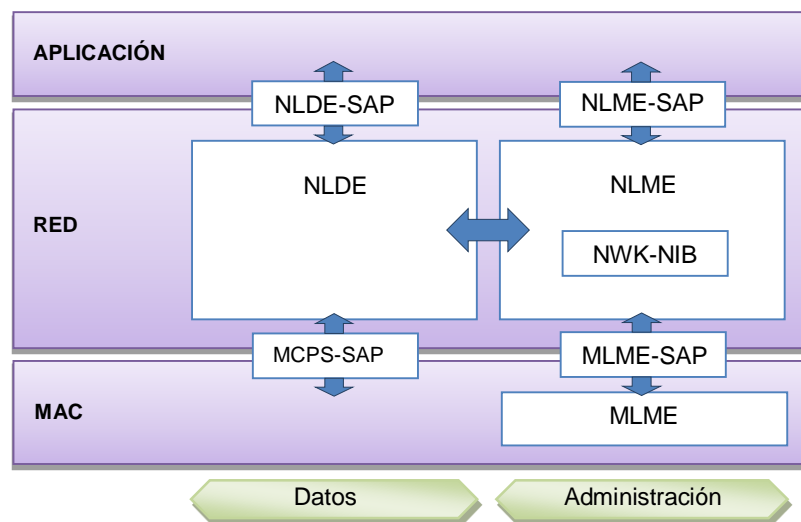 APLICACIÓN
NLDE-SAP
NLME-SAP
NLDE
NLME
RED
NWK-NIB
MCPS-SAP
MLME-SAP
MAC
MLME
Datos
Administración